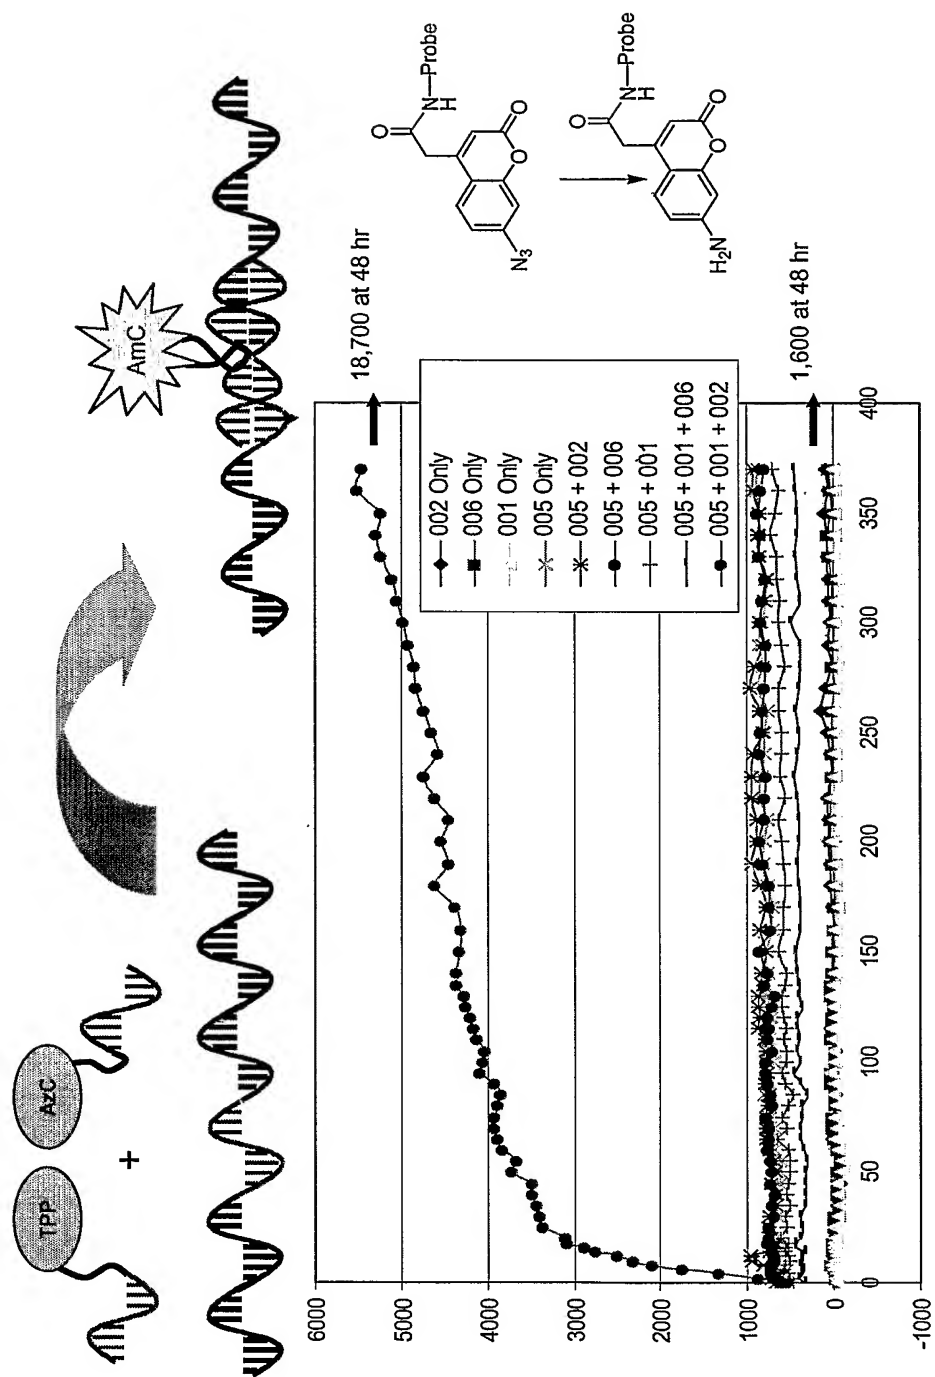 TPP
AzC
+
AmC
6000
5000
4000
3000
2000
1000
0
-1000
0
50
100
150
200
250
300
350
400
002 Only
006 Only
001 Only
005 Only
005 + 002
005 + 006
005 + 001
005 + 001 + 006
005 + 001 + 002
18,700 at 48 hr
1,600 at 48 hr
O
N—Probe
H
N3
O
O
O
N—Probe
H
H2N
O
O